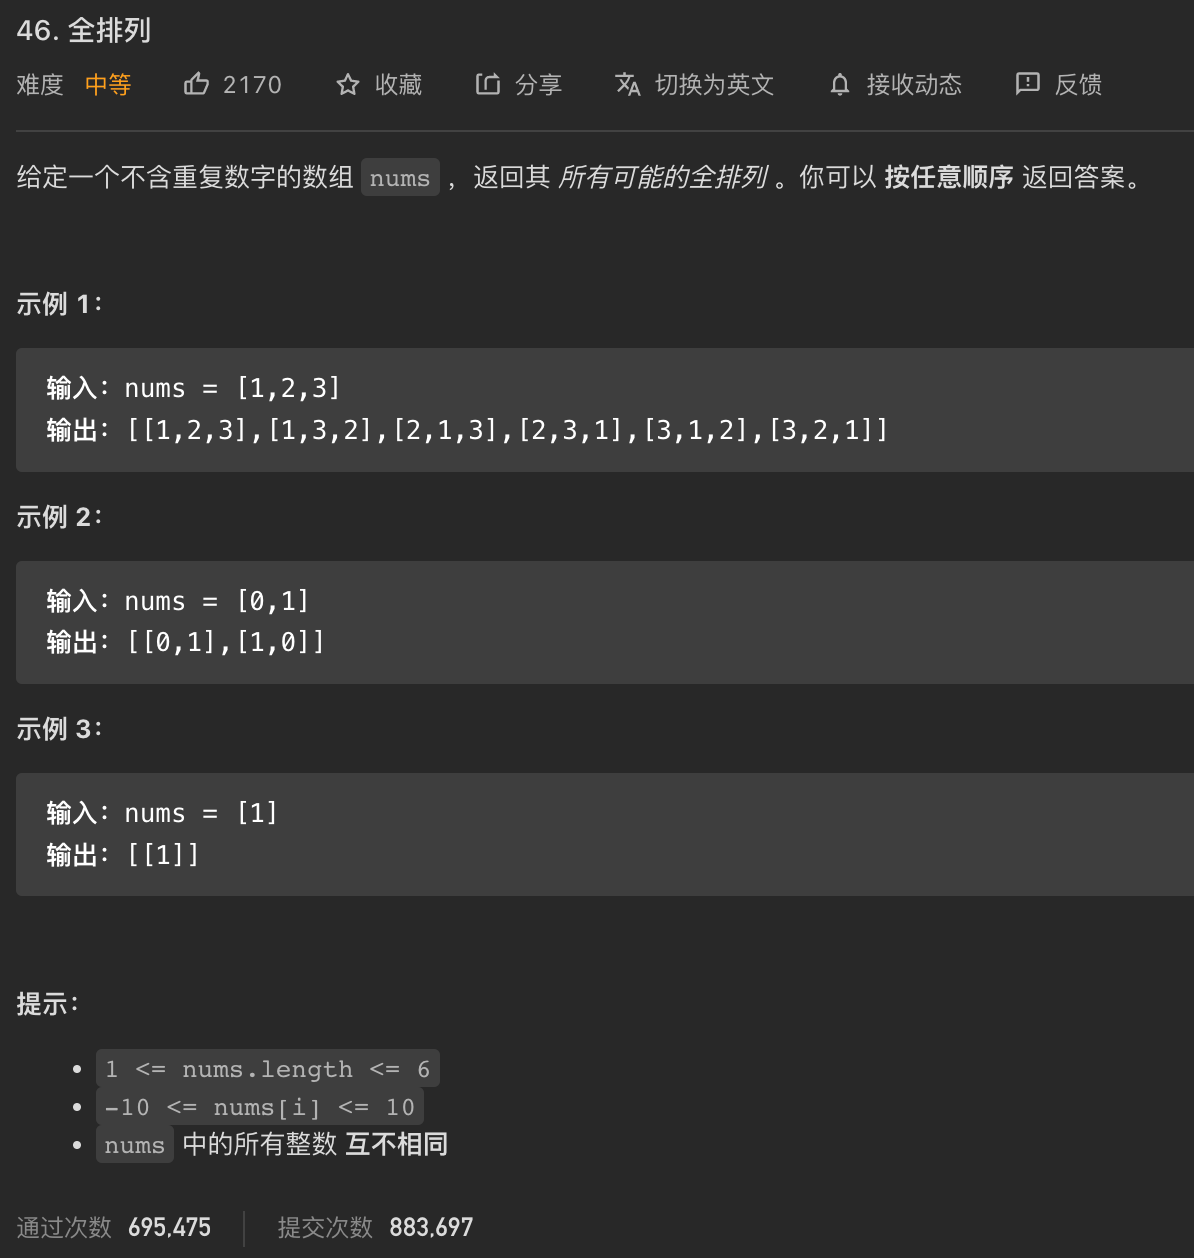 46. 全排列
难度 中等 2170 收藏 分享 切换为英文 接收动态 反馈
给定一个不含重复数字的数组 nums ，返回其 所有可能的全排列 。你可以 按任意顺序 返回答案。
示例 1：
输入：nums = [1,2,3]
输出：[[1,2,3],[1,3,2],[2,1,3],[2,3,1],[3,1,2],[3,2,1]]
示例 2：
输入：nums = [0,1]
输出：[[0,1],[1,0]]
示例 3：
输入：nums = [1]
输出：[[1]]
提示：
• 1 <= nums.length <= 6
• -10 <= nums[i] <= 10
• nums 中的所有整数 互不相同
通过次数 695,475 提交次数 883,697